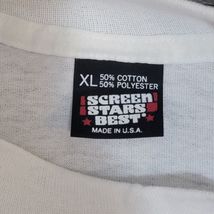 XL 50% COTTON
50% POLYESTER
SCREEN
STARS
BEST
MADE IN U.S.A.